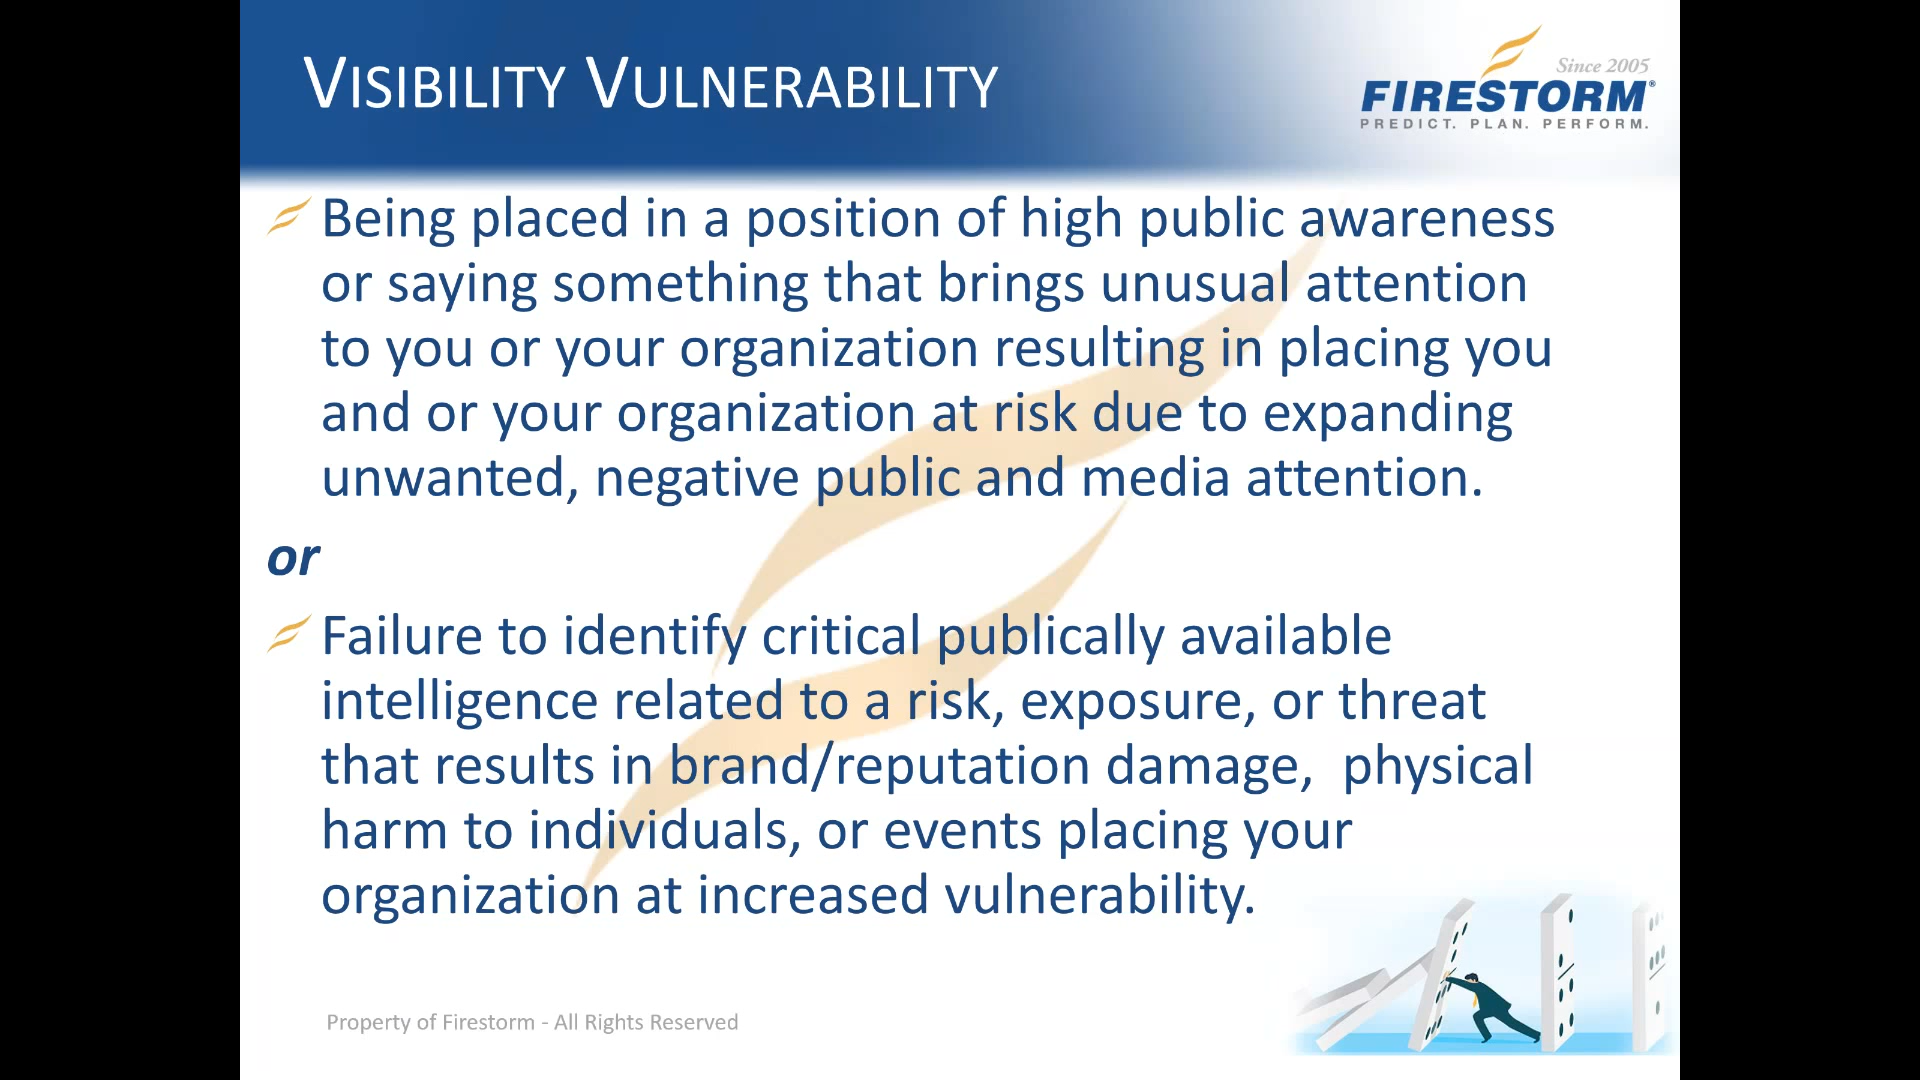 VISIBILITY VULNERABILITY
Since 2005
FIRESTORM®
PREDICT. PLAN. PERFORM.
Being placed in a position of high public awareness
or saying something that brings unusual attention
to you or your organization resulting in placing you
and or your organization at risk due to expanding
unwanted, negative public and media attention.
or
Failure to identify critical publically available
intelligence related to a risk, exposure, or threat
that results in brand/reputation damage,  physical
harm to individuals, or events placing your
organization at increased vulnerability.
Property of Firestorm - All Rights Reserved